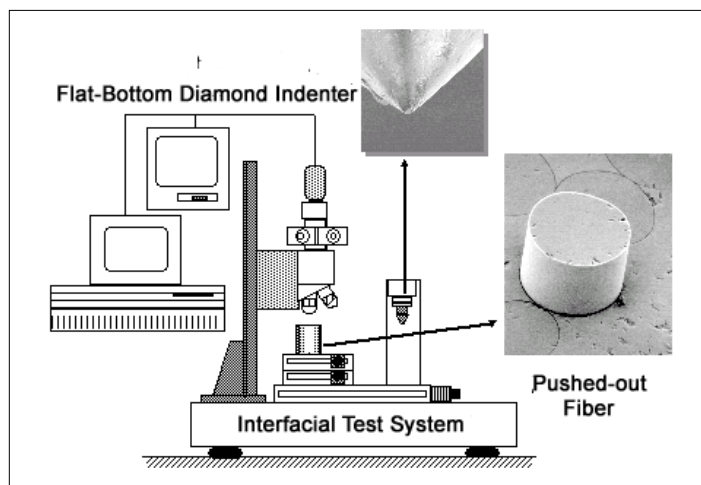 Flat-Bottom Diamond Indenter
Pushed-out
Fiber
Interfacial Test System